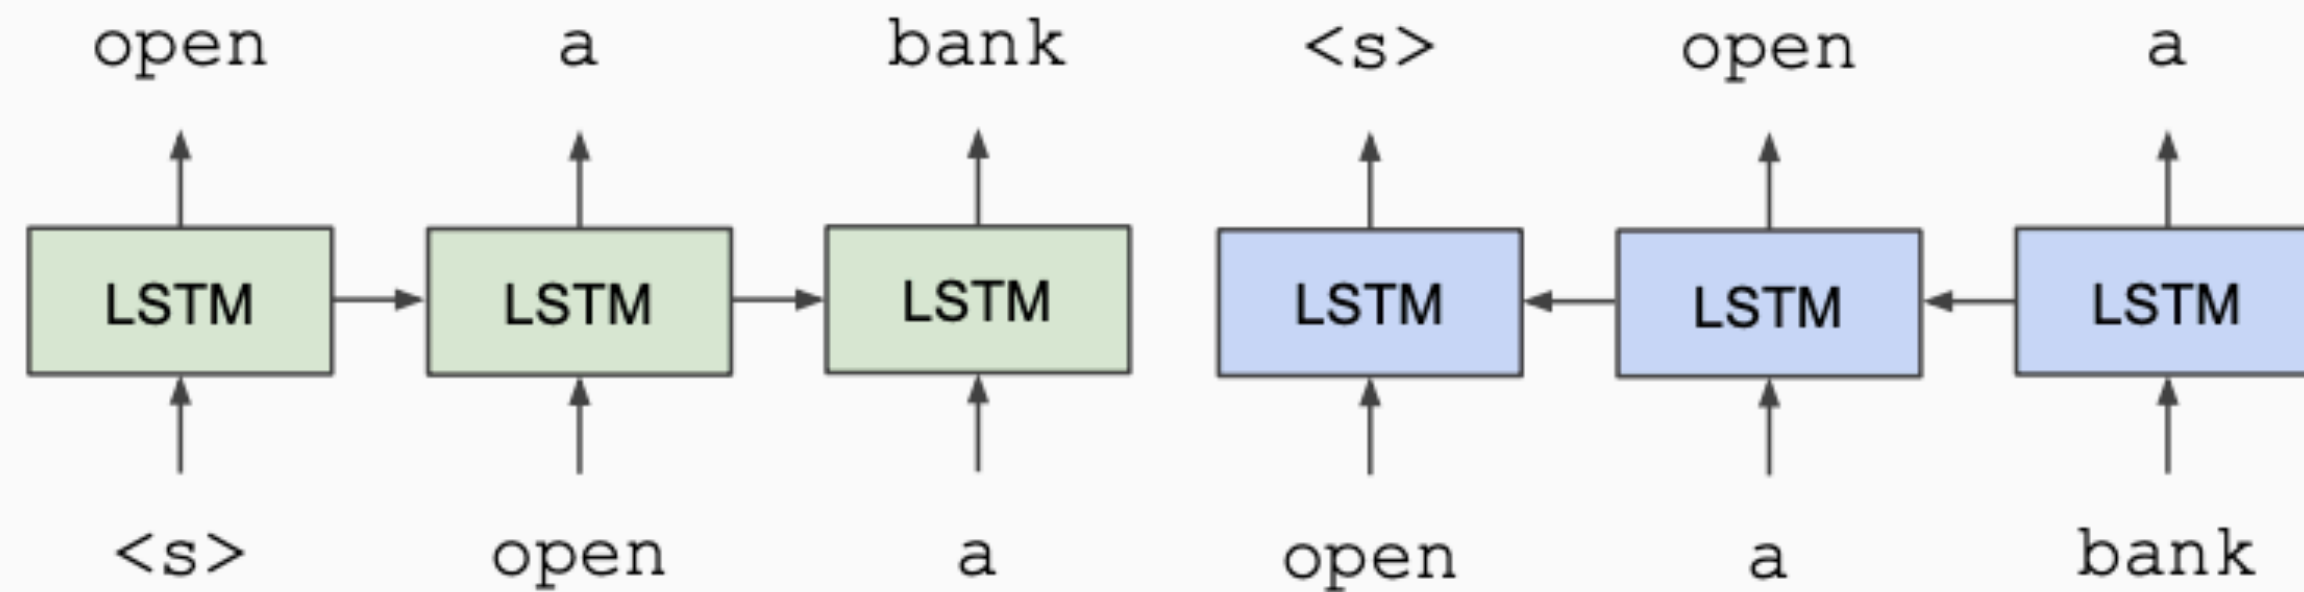 open a bank <s> open a
LSTM LSTM LSTM LSTM LSTM LSTM
<s> open a open a bank